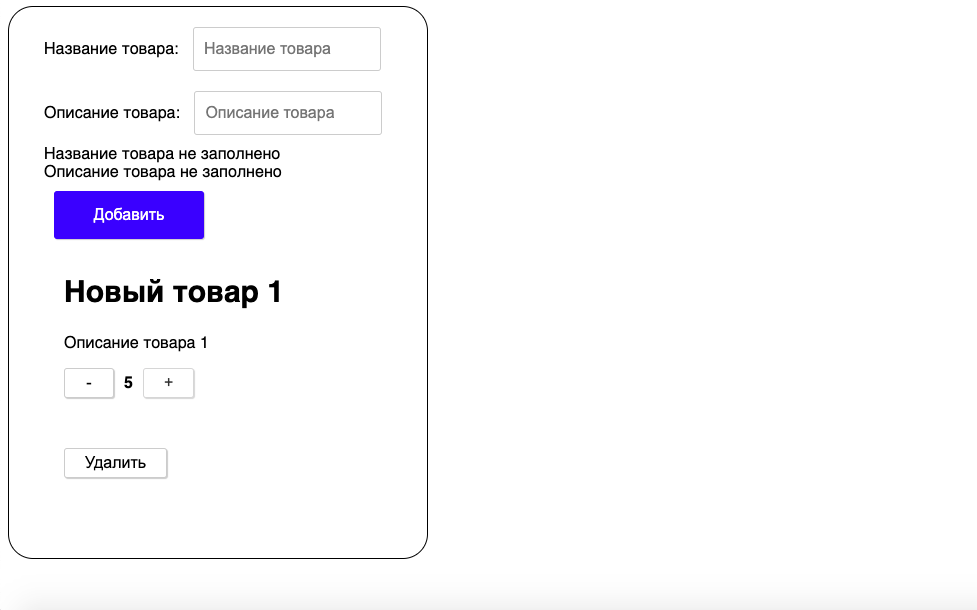 Название товара: Название товара
Описание товара: Описание товара
Название товара не заполнено
Описание товара не заполнено
Добавить
Новый товар 1
Описание товара 1
- 5 +
Удалить